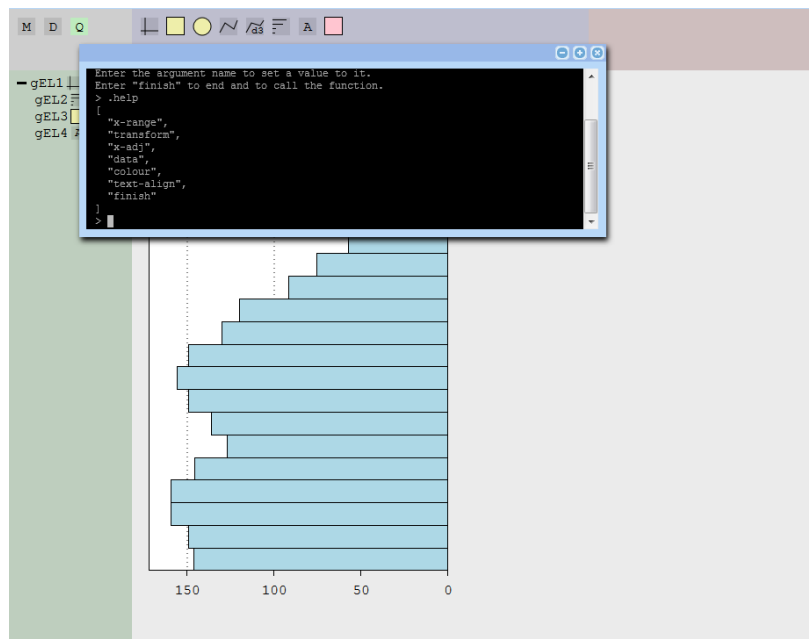 M D Q d3 A
Enter the argument name to set a value to it.
Enter "finish" to end and to call the function.
> .help
[
"x-range",
"transform",
"x-adj",
"data",
"colour",
"text-align",
"finish"
]
>
gEL1
gEL2
gEL3
gEL4
150 100 50 0